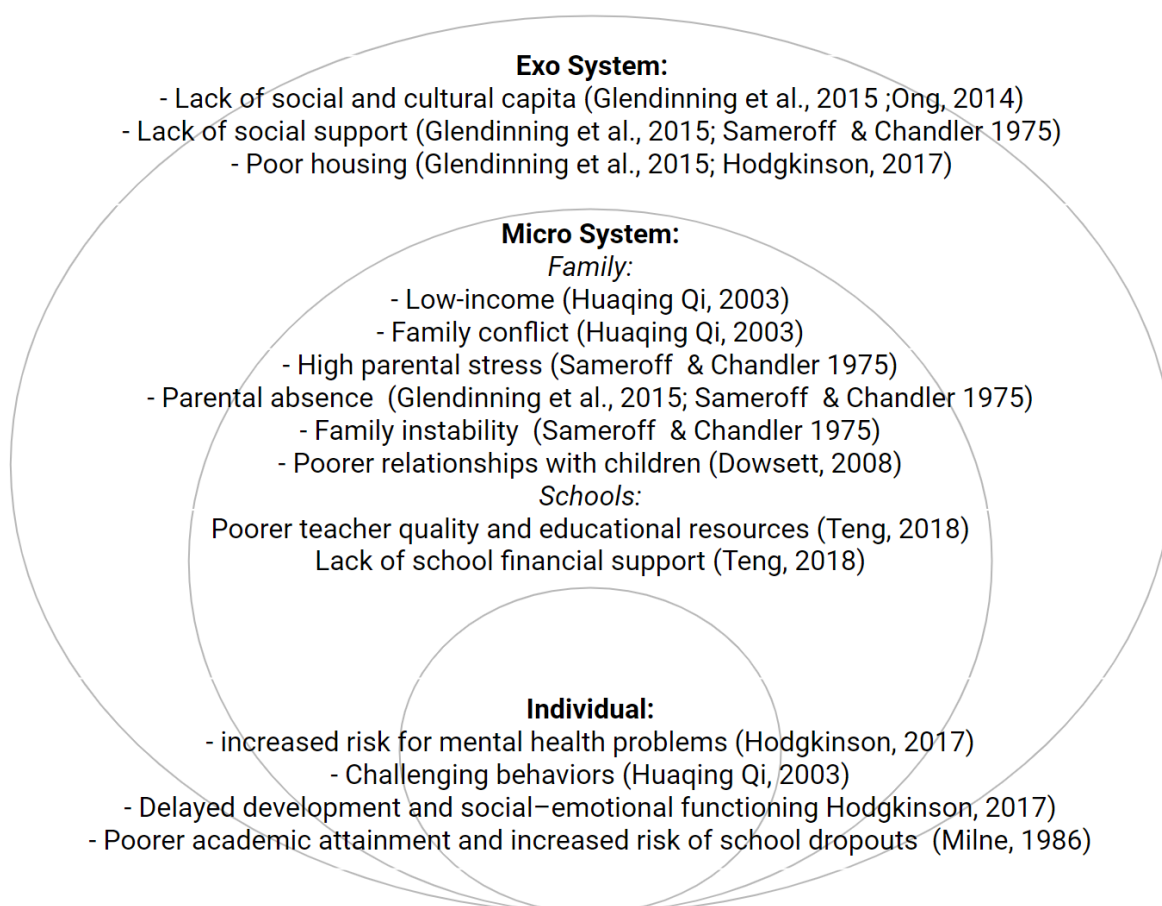 Exo System:
- Lack of social and cultural capita (Glendinning et al., 2015 ;Ong, 2014)
- Lack of social support (Glendinning et al., 2015; Sameroff  & Chandler 1975)
- Poor housing (Glendinning et al., 2015; Hodgkinson, 2017)
Micro System:
Family:
- Low-income (Huaqing Qi, 2003)
- Family conflict (Huaqing Qi, 2003)
- High parental stress (Sameroff  & Chandler 1975)
- Parental absence  (Glendinning et al., 2015; Sameroff  & Chandler 1975)
- Family instability  (Sameroff  & Chandler 1975)
- Poorer relationships with children (Dowsett, 2008)
Schools:
Poorer teacher quality and educational resources (Teng, 2018)
Lack of school financial support (Teng, 2018)
Individual:
- increased risk for mental health problems (Hodgkinson, 2017)
- Challenging behaviors (Huaqing Qi, 2003)
- Delayed development and social–emotional functioning Hodgkinson, 2017)
- Poorer academic attainment and increased risk of school dropouts  (Milne, 1986)